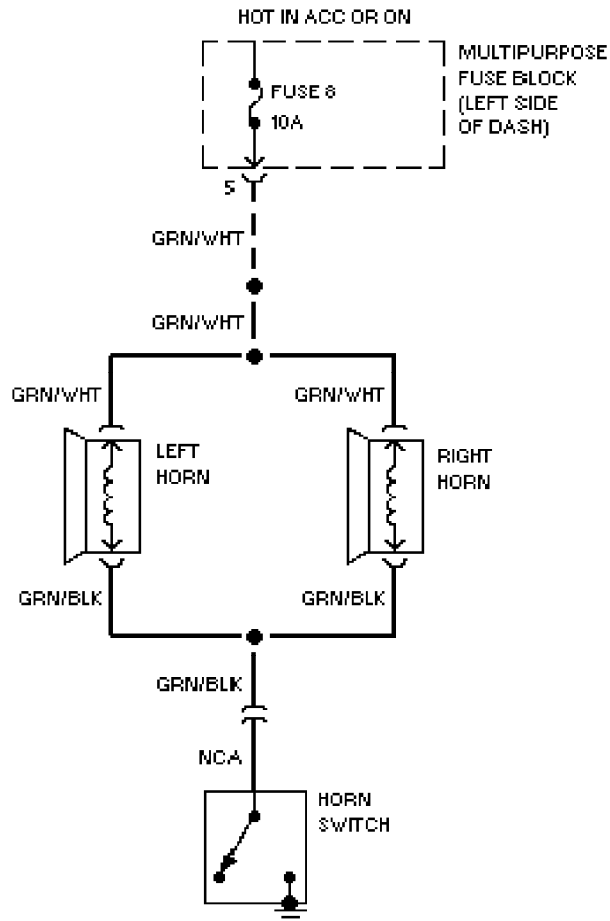 HOT IN ACC OR ON
MULTIPURPOSE
FUSE BLOCK
(LEFT SIDE
OF DASH)
FUSE 8
10A
5
GRN/WHT
GRN/WHT
GRN/WHT
GRN/WHT
LEFT
HORN
RIGHT
HORN
GRN/BLK
GRN/BLK
GRN/BLK
NCA
HORN
SWITCH